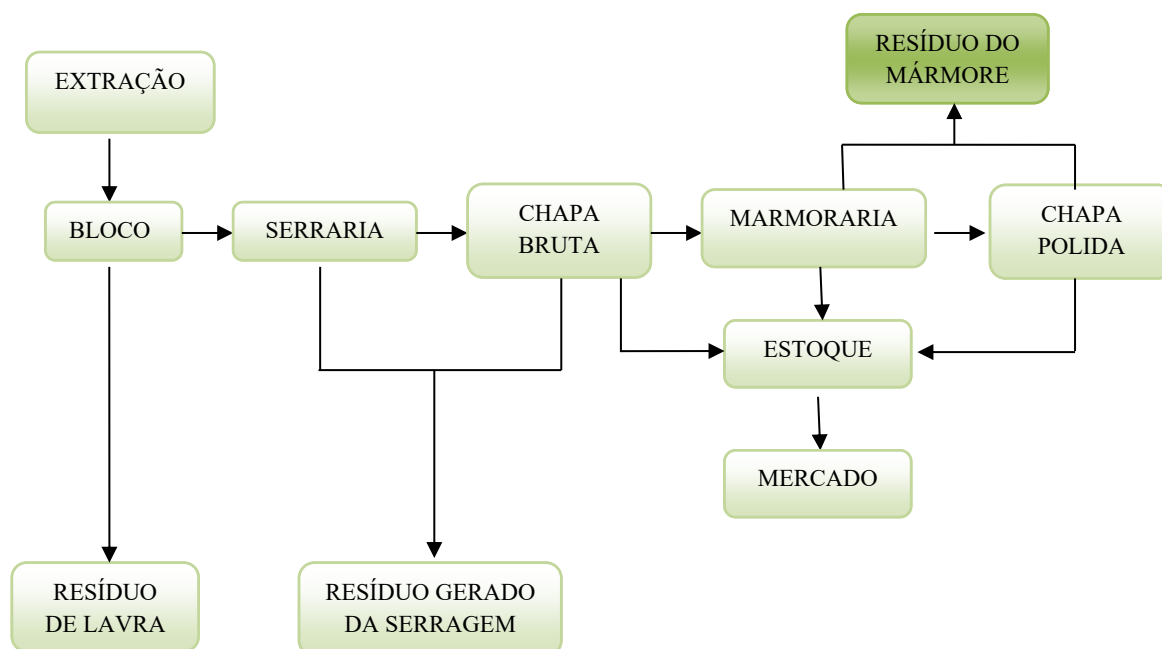 RESÍDUO DO
MÁRMORE
EXTRAÇÃO
BLOCO
SERRARIA
CHAPA
BRUTA
MARMORARIA
CHAPA
POLIDA
ESTOQUE
MERCADO
RESÍDUO
DE LAVRA
RESÍDUO GERADO
DA SERRAGEM